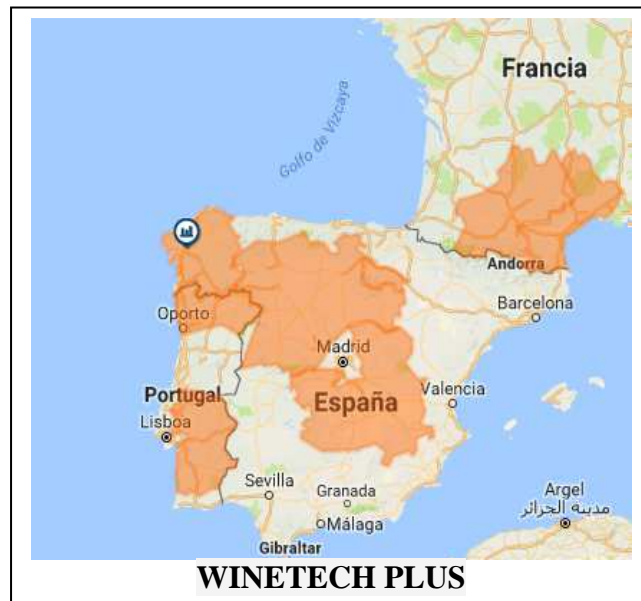 Francia
Golfo de Vizcaya
Andorra
Barcelona
Oporto
Madrid
Portugal
España
Valencia
Lisboa
Sevilla
Granada
Málaga
Argel
مدينة الجزائر
Gibraltar
WINETECH PLUS